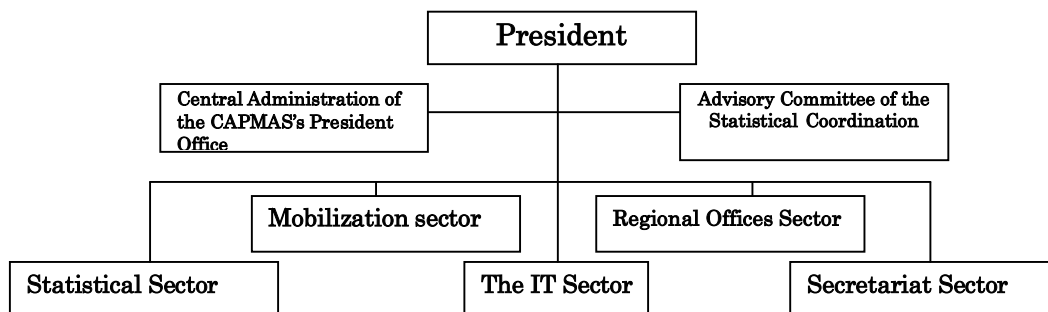 President
Central Administration of
the CAPMAS's President
Office
Advisory Committee of the
Statistical Coordination
Mobilization sector
Regional Offices Sector
Statistical Sector
The IT Sector
Secretariat Sector